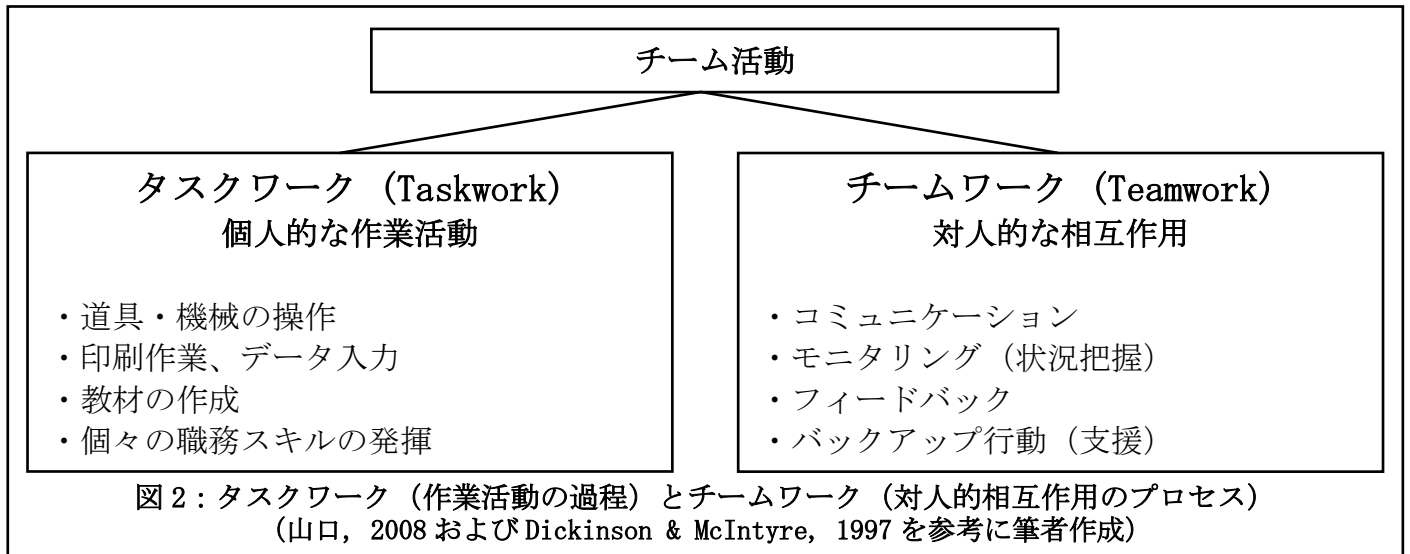 チーム活動
タスクワーク (Taskwork)
個人的な作業活動
・道具・機械の操作
・印刷作業、データ入力
・教材の作成
・個々の職務スキルの発揮
チームワーク (Teamwork)
対人的な相互作用
・コミュニケーション
・モニタリング（状況把握）
・フィードバック
・バックアップ行動（支援）
図2：タスクワーク（作業活動の過程）とチームワーク（対人的相互作用のプロセス）
(山口, 2008 および Dickinson & McIntyre, 1997 を参考に筆者作成)